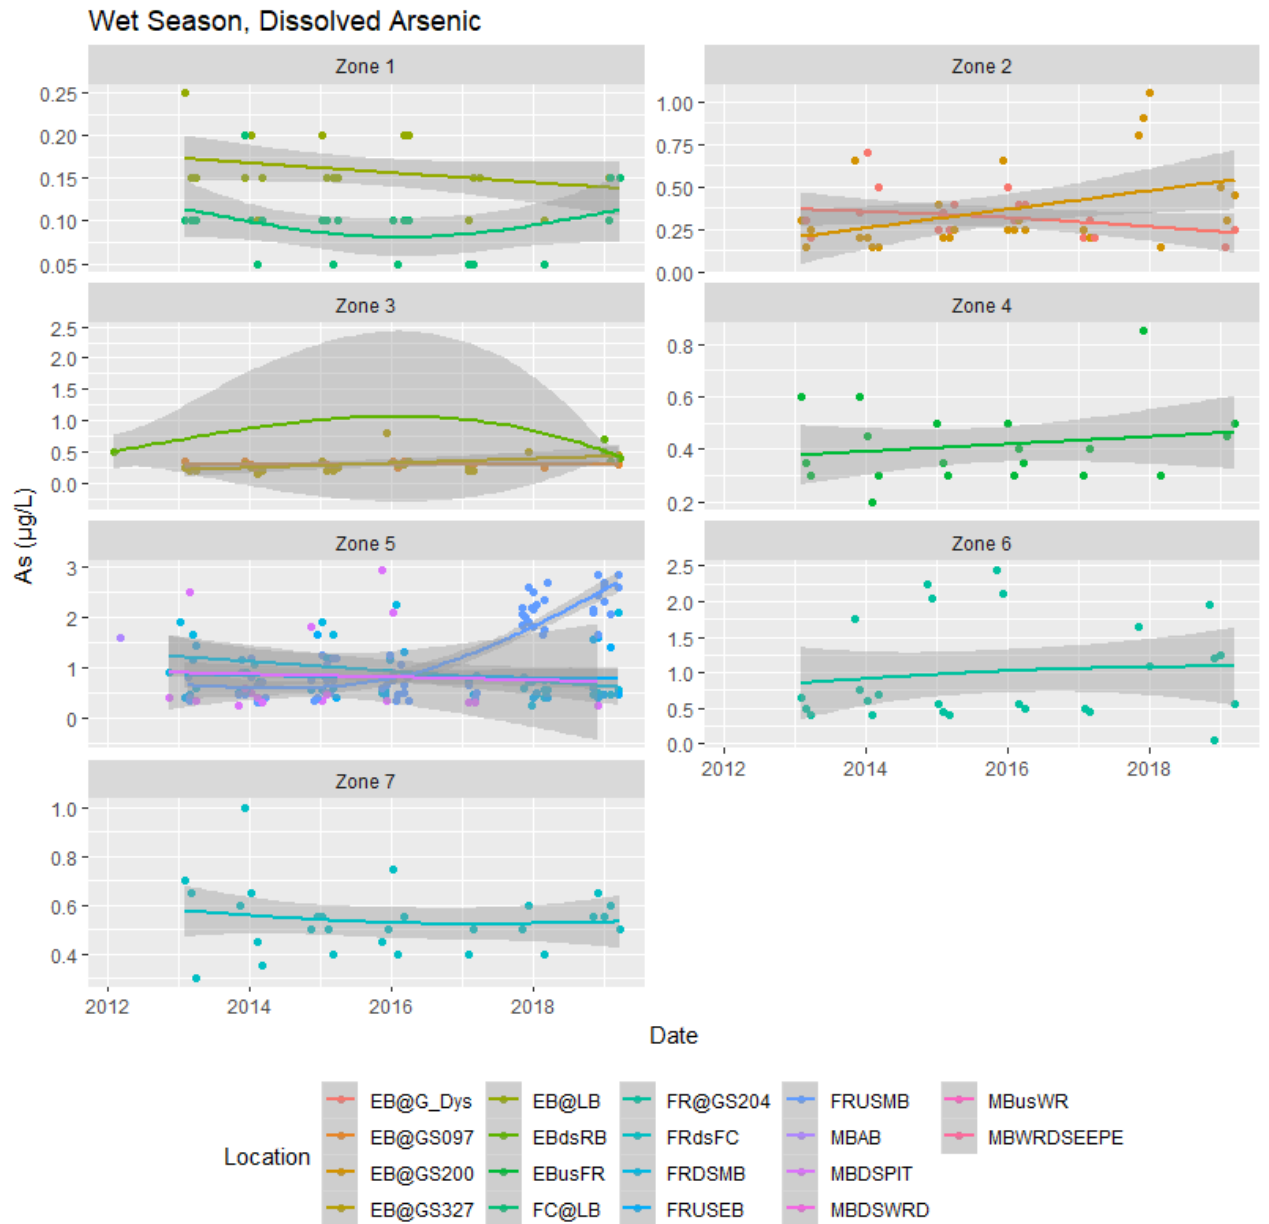 Wet Season, Dissolved Arsenic
Zone 1
Zone 2
0.25
0.20
0.15
0.10
0.05
1.00
0.75
0.50
0.25
0.00
Zone 3
Zone 4
2.5
2.0
1.5
1.0
0.5
0.0
0.8
0.6
0.4
0.2
As (µg/L)
Zone 5
Zone 6
3
2
1
0
2.5
2.0
1.5
1.0
0.5
0.0
2012 2014 2016 2018
Zone 7
1.0
0.8
0.6
0.4
2012 2014 2016 2018
Date
Location
EB@G_Dys EB@LB FR@GS204 FRUSMB MBusWR
EB@GS097 EBdsRB FRdsFC MBAB MBWRDSEEPE
EB@GS200 EBusFR FRDSMB MBDSPIT
EB@GS327 FC@LB FRUSEB MBDSWRD